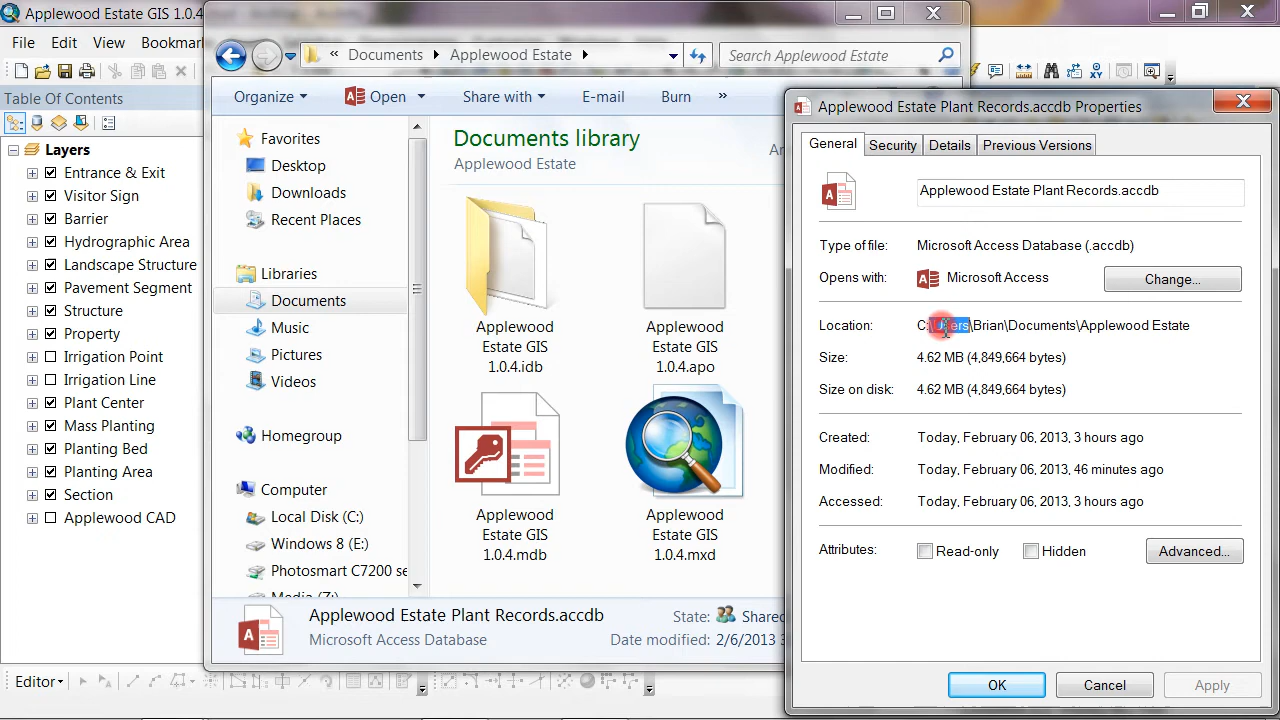 Applewood Estate GIS 1.0.4
File Edit View Bookmar
Table Of Contents
Layers
Entrance & Exit
Visitor Sign
Barrier
Hydrographic Area
Landscape Structure
Pavement Segment
Structure
Property
Irrigation Point
Irrigation Line
Plant Center
Mass Planting
Planting Bed
Planting Area
Section
Applewood CAD
Editor
« Documents Applewood Estate
Search Applewood Estate
Organize Open Share with E-mail Burn »
Favorites
Desktop
Downloads
Recent Places
Libraries
Documents
Music
Pictures
Videos
Homegroup
Computer
Local Disk (C:)
Windows 8 (E:)
Photosmart C7200 se
Media (Z:)
Documents library
Applewood Estate
Ar
Applewood
Estate GIS
1.0.4.idb
Applewood
Estate GIS
1.0.4.apo
Applewood
Estate GIS
1.0.4.mdb
Applewood
Estate GIS
1.0.4.mxd
Applewood Estate Plant Records.accdb
State: Shared
Microsoft Access Database
Date modified: 2/6/2013 3
Applewood Estate Plant Records.accdb Properties
General Security Details Previous Versions
Applewood Estate Plant Records.accdb
Type of file: Microsoft Access Database (.accdb)
Opens with: Microsoft Access Change...
Location: C:\Users\Brian\Documents\Applewood Estate
Size: 4.62 MB (4,849,664 bytes)
Size on disk: 4.62 MB (4,849,664 bytes)
Created: Today, February 06, 2013, 3 hours ago
Modified: Today, February 06, 2013, 46 minutes ago
Accessed: Today, February 06, 2013, 3 hours ago
Attributes: Read-only Hidden Advanced...
OK Cancel Apply